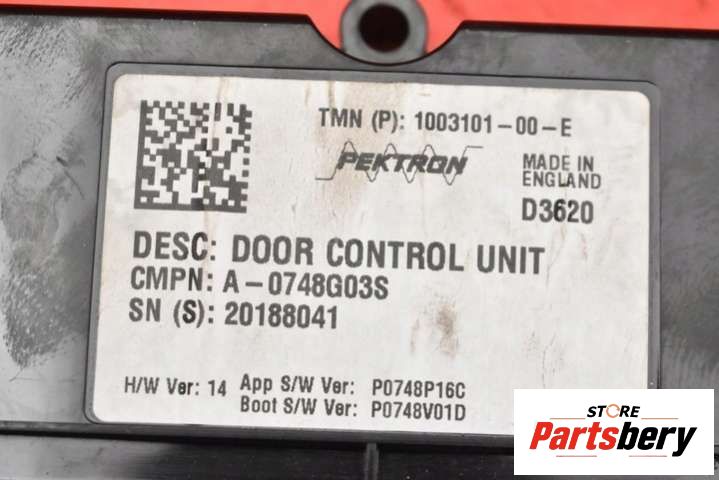 TMN (P): 1003101-00-E
PEKTRON
MADE IN
ENGLAND
D3620
DESC: DOOR CONTROL UNIT
CMPN: A-0748G03S
SN (S): 20188041
H/W Ver: 14
App S/W Ver: P0748P16C
Boot S/W Ver: P0748V01D
STORE
Partsbery